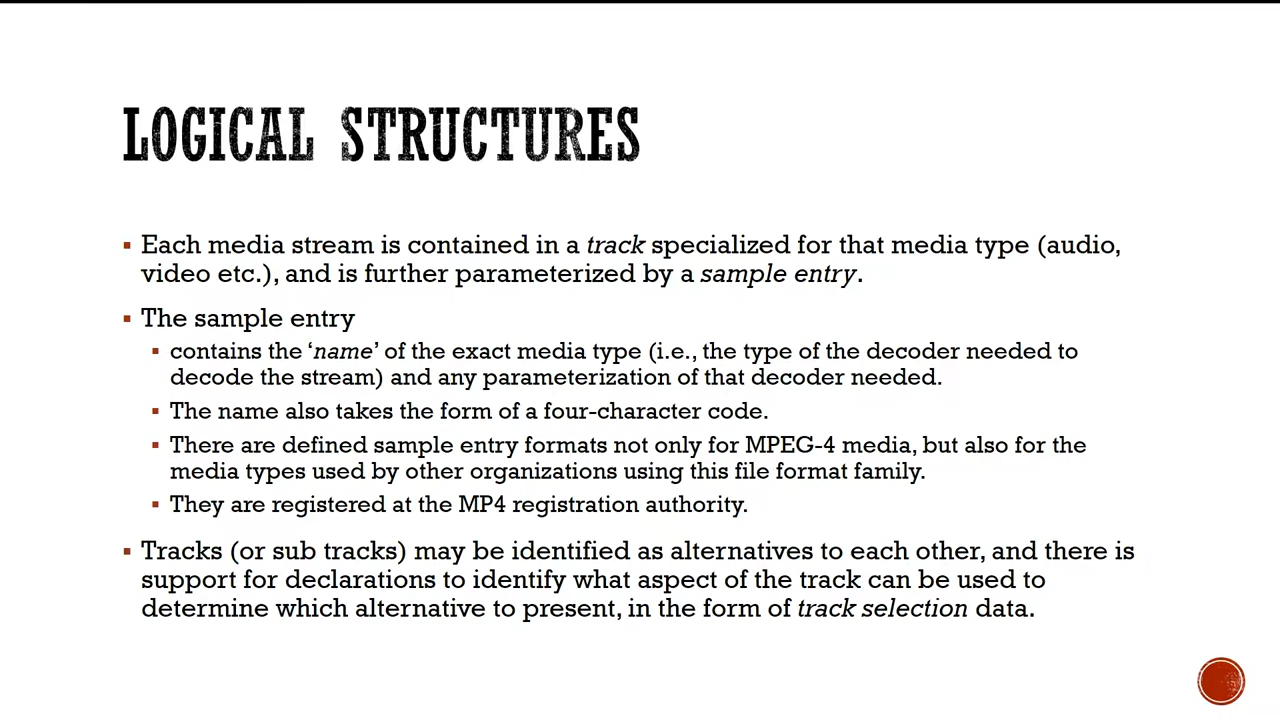 LOGICAL STRUCTURES
▪ Each media stream is contained in a track specialized for that media type (audio,
video etc.), and is further parameterized by a sample entry.
▪ The sample entry
▪ contains the ‘name’ of the exact media type (i.e., the type of the decoder needed to
decode the stream) and any parameterization of that decoder needed.
▪ The name also takes the form of a four-character code.
▪ There are defined sample entry formats not only for MPEG-4 media, but also for the
media types used by other organizations using this file format family.
▪ They are registered at the MP4 registration authority.
▪ Tracks (or sub tracks) may be identified as alternatives to each other, and there is
support for declarations to identify what aspect of the track can be used to
determine which alternative to present, in the form of track selection data.